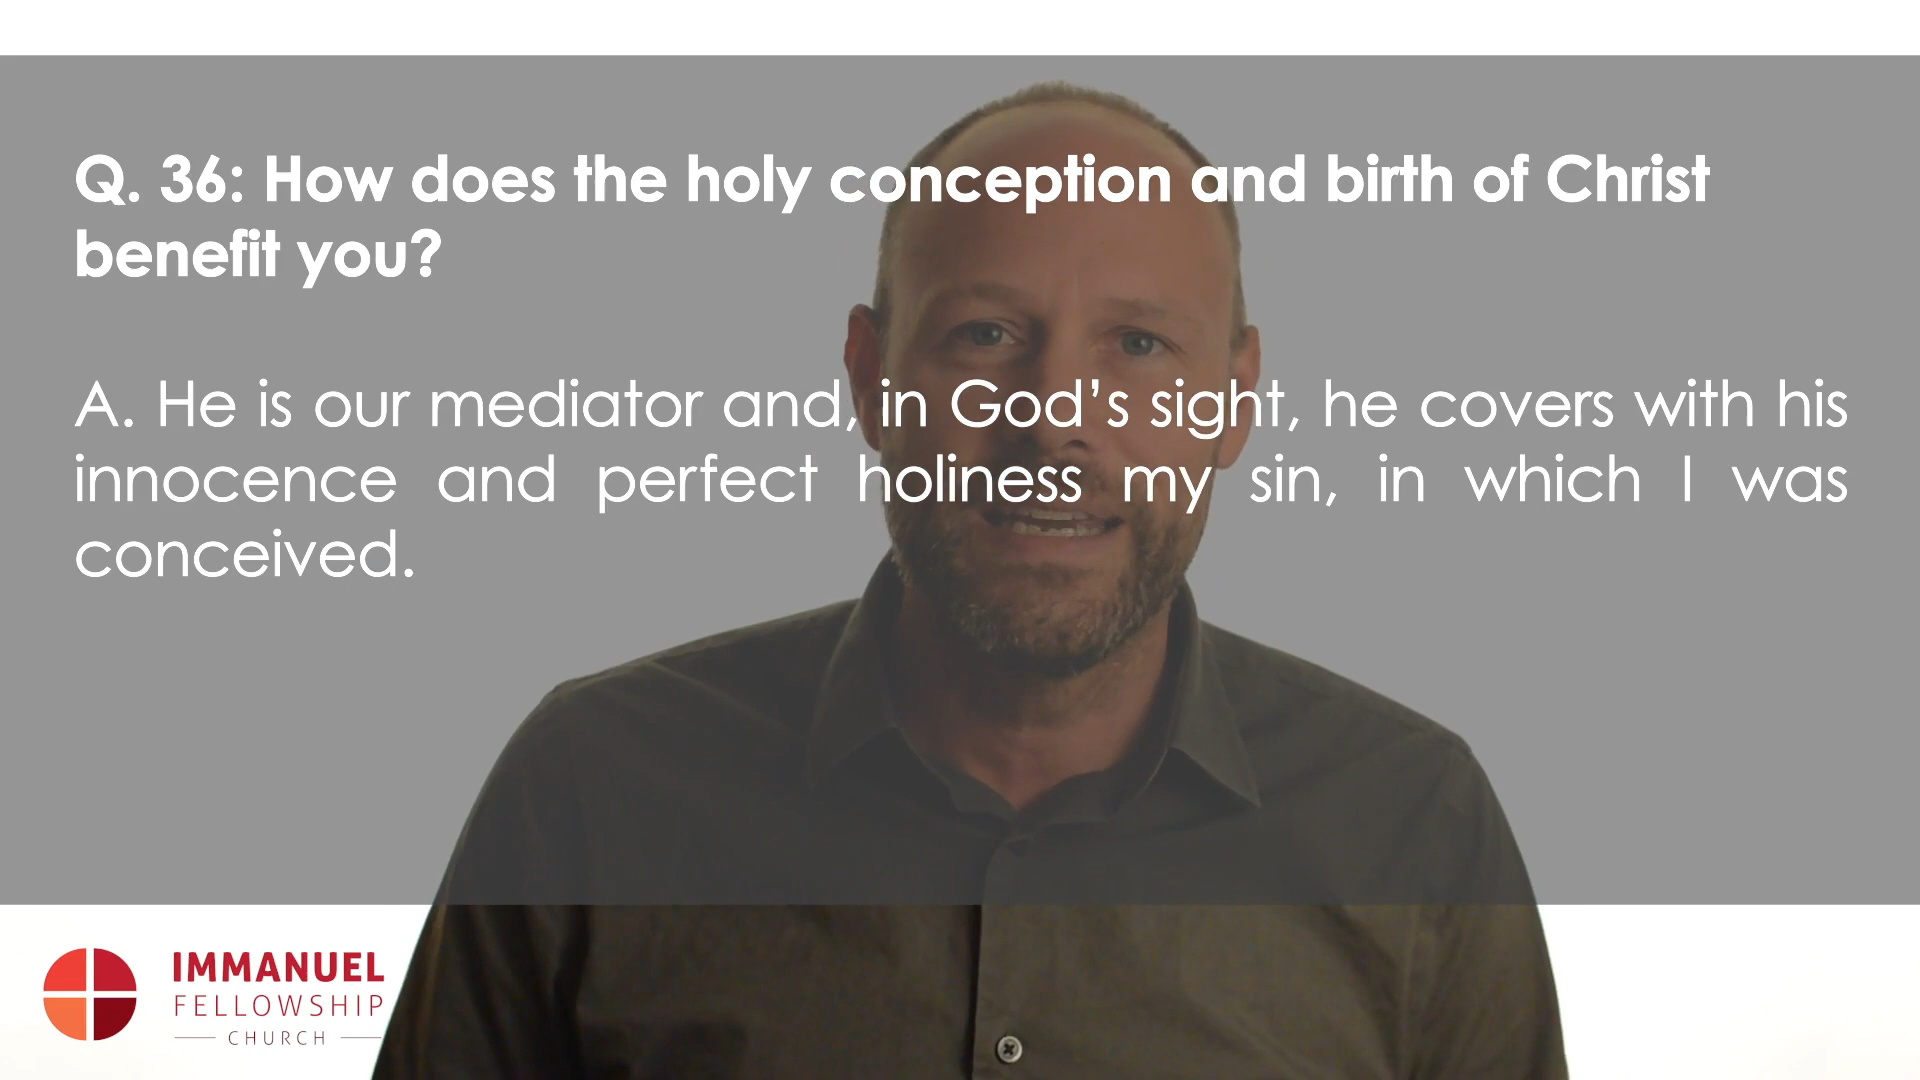 Q. 36: How does the holy conception and birth of Christ
benefit you?
A. He is our mediator and, in God’s sight, he covers with his
innocence and perfect holiness my sin, in which I was
conceived.
IMMANUEL
FELLOWSHIP
CHURCH